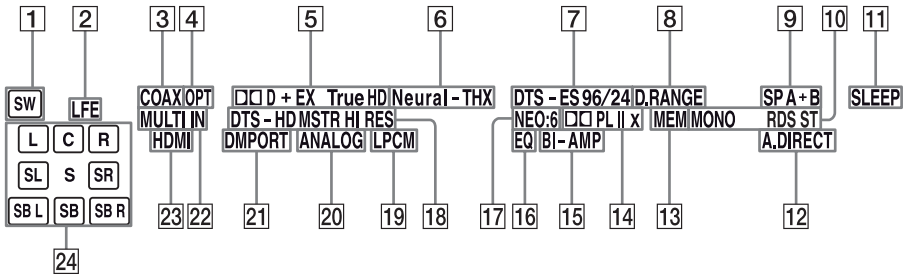 1 2 3 4 5 6 7 8 9 10 11
SW LFE COAX OPT D + EX True HD Neural - THX DTS - ES 96/24 D.RANGE SP A + B SLEEP
MULTI IN DTS - HD MSTR HI RES NEO:6 PL II x MEM MONO RDS ST
L C R HDMI DMPORT ANALOG LPCM EQ BI - AMP A.DIRECT
SL S SR
SB L SB SB R
23 22 21 20 19 18 17 16 15 14 13 12
24